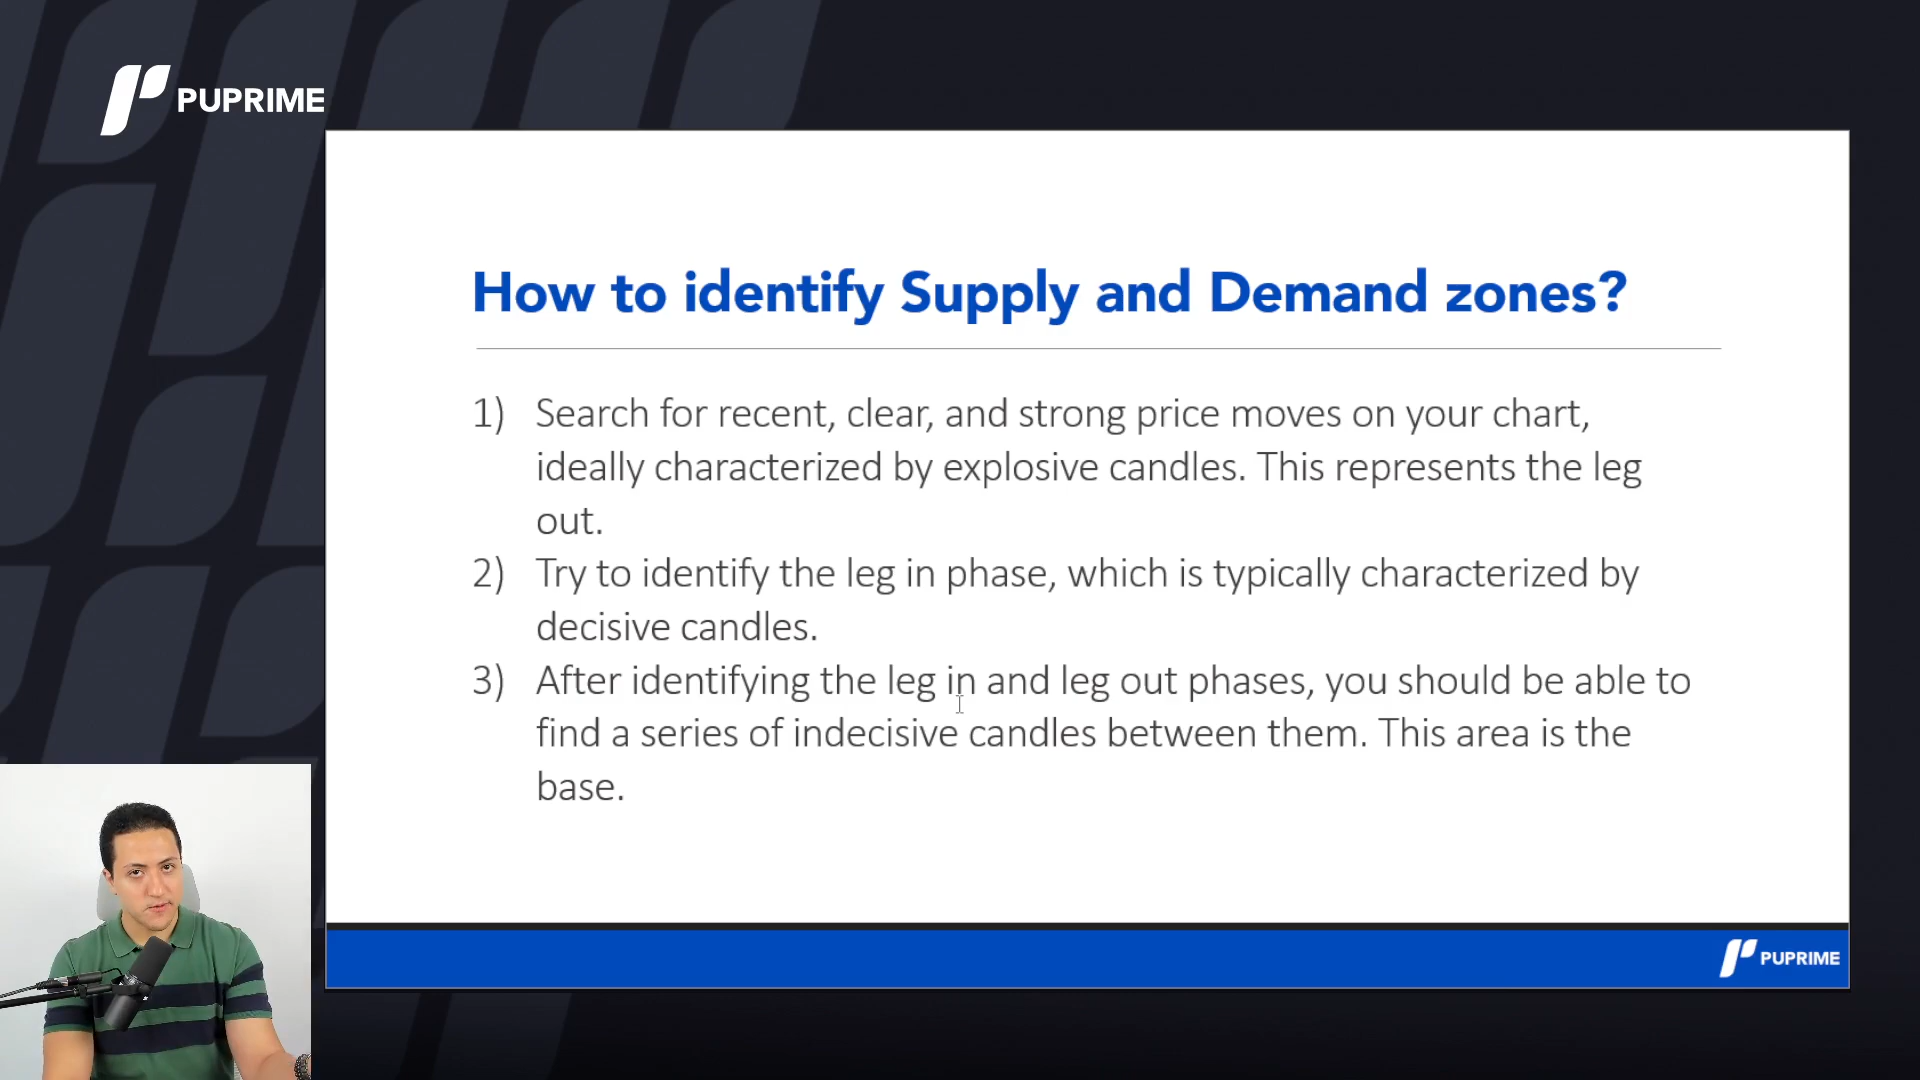 PUPRIME
How to identify Supply and Demand zones?
1) Search for recent, clear, and strong price moves on your chart,
ideally characterized by explosive candles. This represents the leg
out.
2) Try to identify the leg in phase, which is typically characterized by
decisive candles.
3) After identifying the leg in and leg out phases, you should be able to
find a series of indecisive candles between them. This area is the
base.
PUPRIME